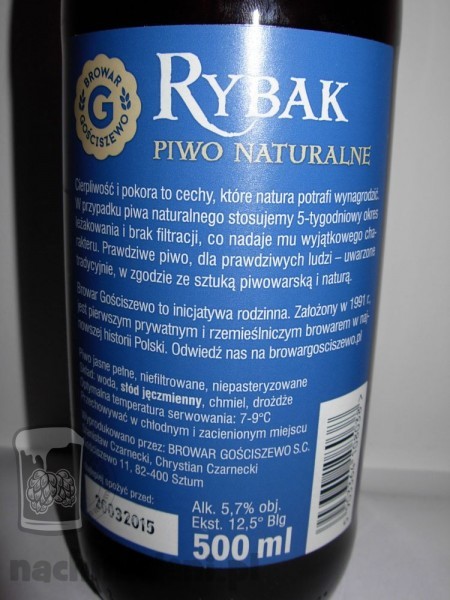 BROWAR
G
GOŚCISZEWO
RYBAK
PIWO NATURALNE
Cierpliwość i pokora to cechy, które natura potrafi wynagrodzić.
W przypadku piwa naturalnego stosujemy 5-tygodniowy okres
leżakowania i brak filtracji, co nadaje mu wyjątkowego cha-
rakteru. Prawdziwe piwo, dla prawdziwych ludzi – uwarzone
tradycyjnie, w zgodzie ze sztuką piwowarską i naturą.
Browar Gościszewo to inicjatywa rodzinna. Założony w 1991 r.,
jest pierwszym prywatnym i rzemieślniczym browarem w naj-
nowszej historii Polski. Odwiedź nas na browargosciszewo.pl
Piwo jasne pełne, niefiltrowane, niepasteryzowane
Skład: woda, słód jęczmienny, chmiel, drożdże
Optymalna temperatura serwowania: 7-9°C
Przechowywać w chłodnym i zacienionym miejscu
Wyprodukowano przez: BROWAR GOŚCISZEWO S.C.
Stanisław Czarnecki, Chrystian Czarnecki
Gościszewo 11, 82-400 Sztum
spożyć przed:
20032015
Alk. 5,7% obj.
Ekst. 12,5° Blg
500 ml